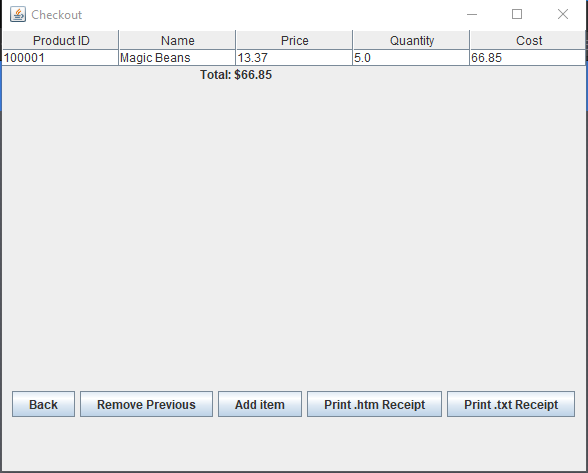 Checkout
Product ID Name Price Quantity Cost
100001 Magic Beans 13.37 5.0 66.85
Total: $66.85
Back Remove Previous Add item Print .htm Receipt Print .txt Receipt